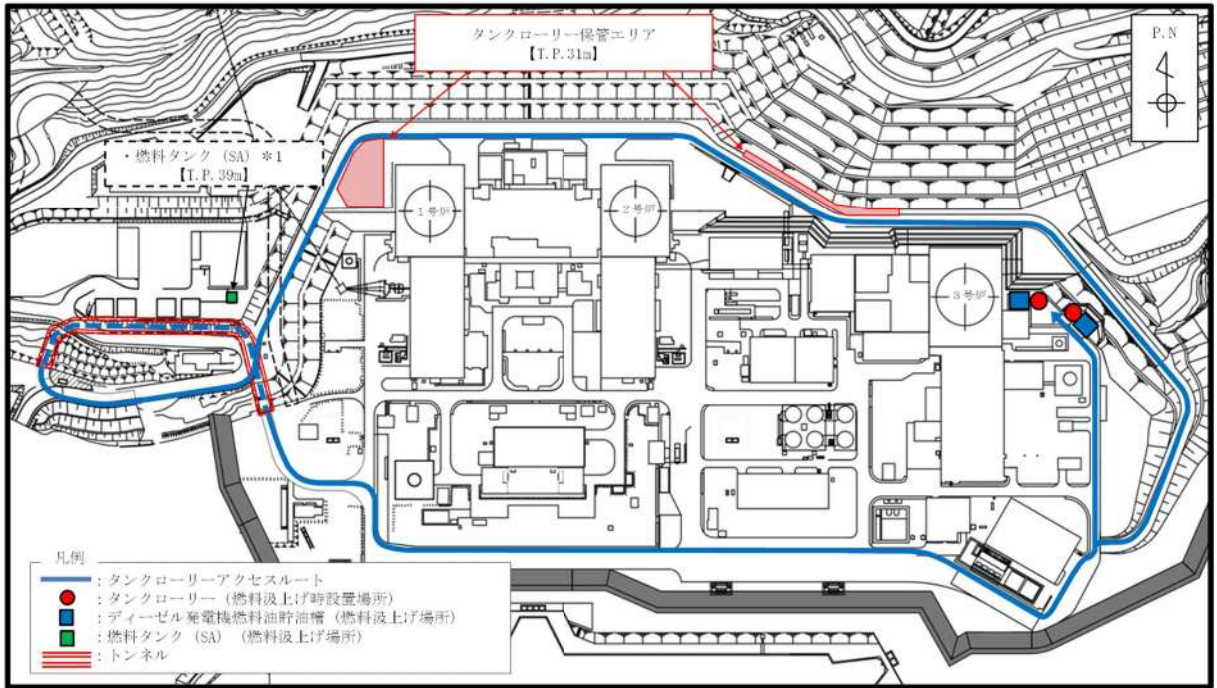 タンクローリー保管エリア
【T.P.31m】
P.N
・燃料タンク（SA）＊1
【T.P.39m】
1号炉
2号炉
3号炉
凡例
：タンクローリーアクセスルート
：タンクローリー（燃料汲上げ時設置場所）
：ディーゼル発電機燃料油貯油槽（燃料汲上げ場所）
：燃料タンク（SA）（燃料汲上げ場所）
：トンネル